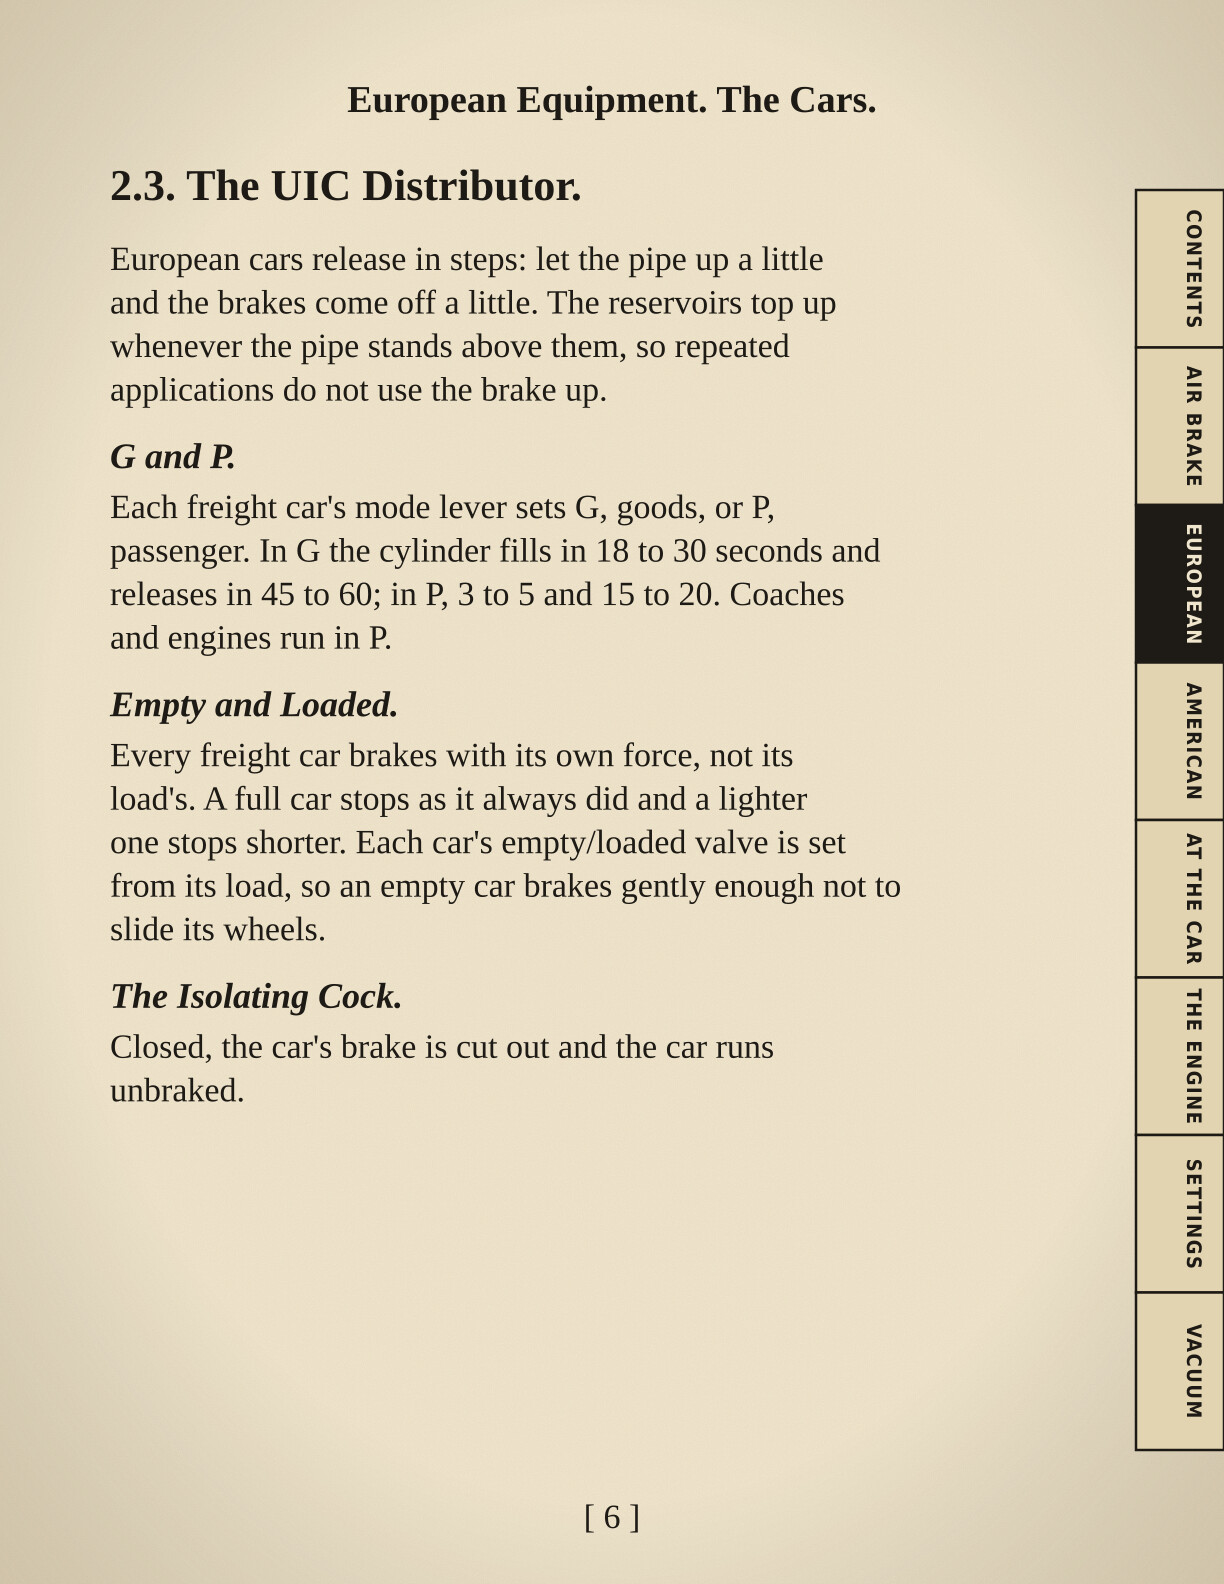 European Equipment. The Cars.
2.3. The UIC Distributor.
European cars release in steps: let the pipe up a little
and the brakes come off a little. The reservoirs top up
whenever the pipe stands above them, so repeated
applications do not use the brake up.
G and P.
Each freight car's mode lever sets G, goods, or P,
passenger. In G the cylinder fills in 18 to 30 seconds and
releases in 45 to 60; in P, 3 to 5 and 15 to 20. Coaches
and engines run in P.
Empty and Loaded.
Every freight car brakes with its own force, not its
load's. A full car stops as it always did and a lighter
one stops shorter. Each car's empty/loaded valve is set
from its load, so an empty car brakes gently enough not to
slide its wheels.
The Isolating Cock.
Closed, the car's brake is cut out and the car runs
unbraked.
[ 6 ]
CONTENTS
AIR BRAKE
EUROPEAN
AMERICAN
AT THE CAR
THE ENGINE
SETTINGS
VACUUM